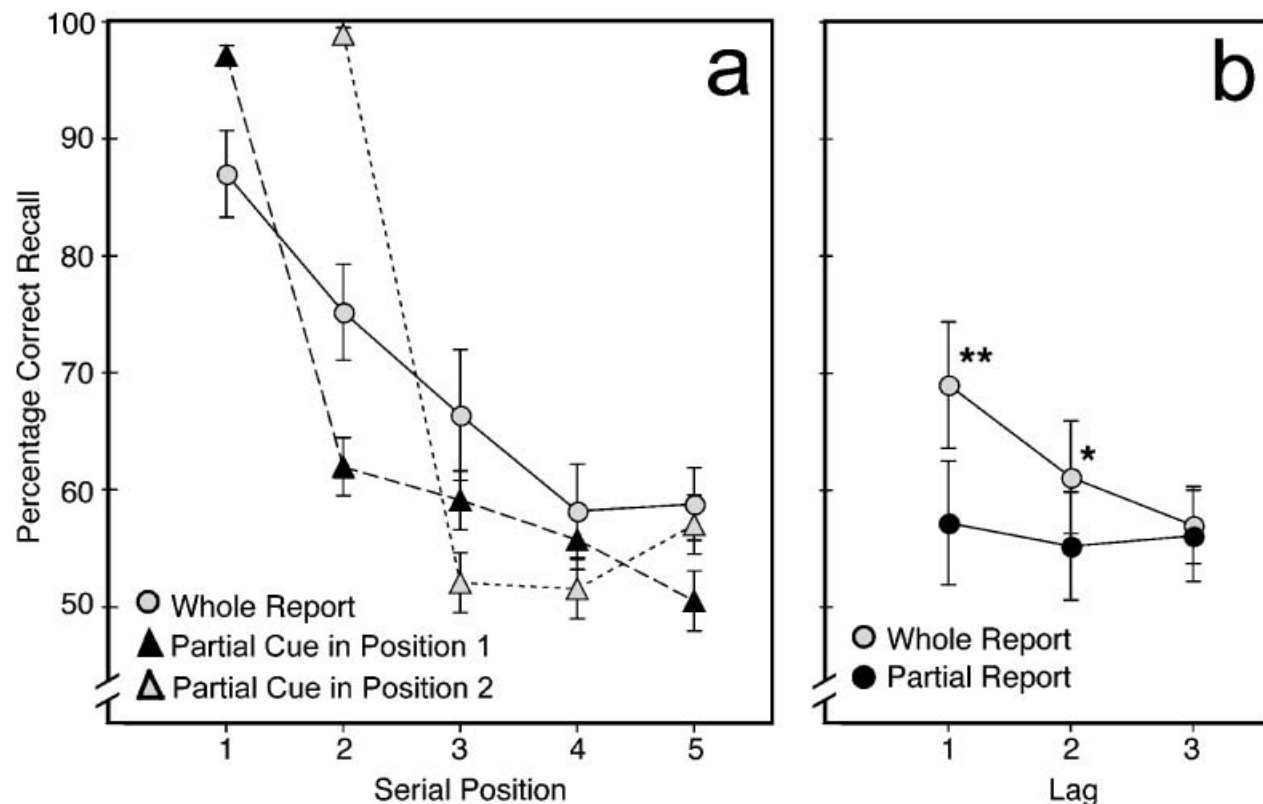 a
b
Percentage Correct Recall
100
90
80
70
60
50
Whole Report
Partial Cue in Position 1
Partial Cue in Position 2
1 2 3 4 5
Serial Position
**
*
Whole Report
Partial Report
1 2 3
Lag